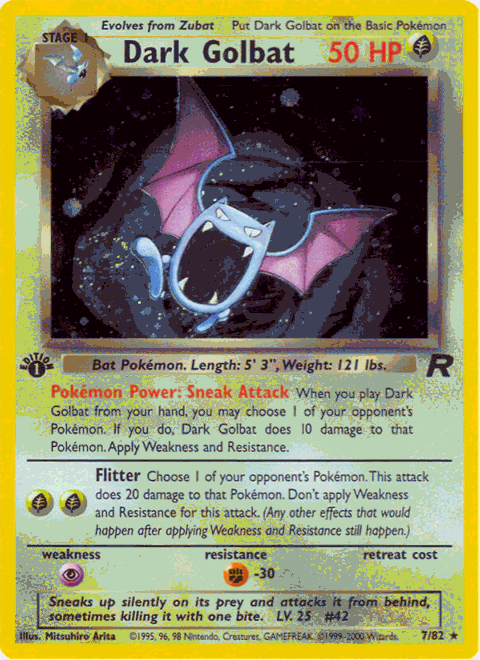 Evolves from Zubat Put Dark Golbat on the Basic Pokémon
STAGE 1
Dark Golbat 50 HP
EDITION
1
Bat Pokémon. Length: 5' 3", Weight: 121 lbs.
R
Pokémon Power: Sneak Attack When you play Dark
Golbat from your hand, you may choose 1 of your opponent's
Pokémon. If you do, Dark Golbat does 10 damage to that
Pokémon. Apply Weakness and Resistance.
Flitter Choose 1 of your opponent's Pokémon. This attack
does 20 damage to that Pokémon. Don't apply Weakness
and Resistance for this attack. (Any other effects that would
happen after applying Weakness and Resistance still happen.)
weakness resistance retreat cost
-30
Sneaks up silently on its prey and attacks it from behind,
sometimes killing it with one bite. LV. 25 #42
Illus. Mitsuhiro Arita ©1995, 96, 98 Nintendo, Creatures, GAMEFREAK. ©1999-2000 Wizards. 7/82 ★